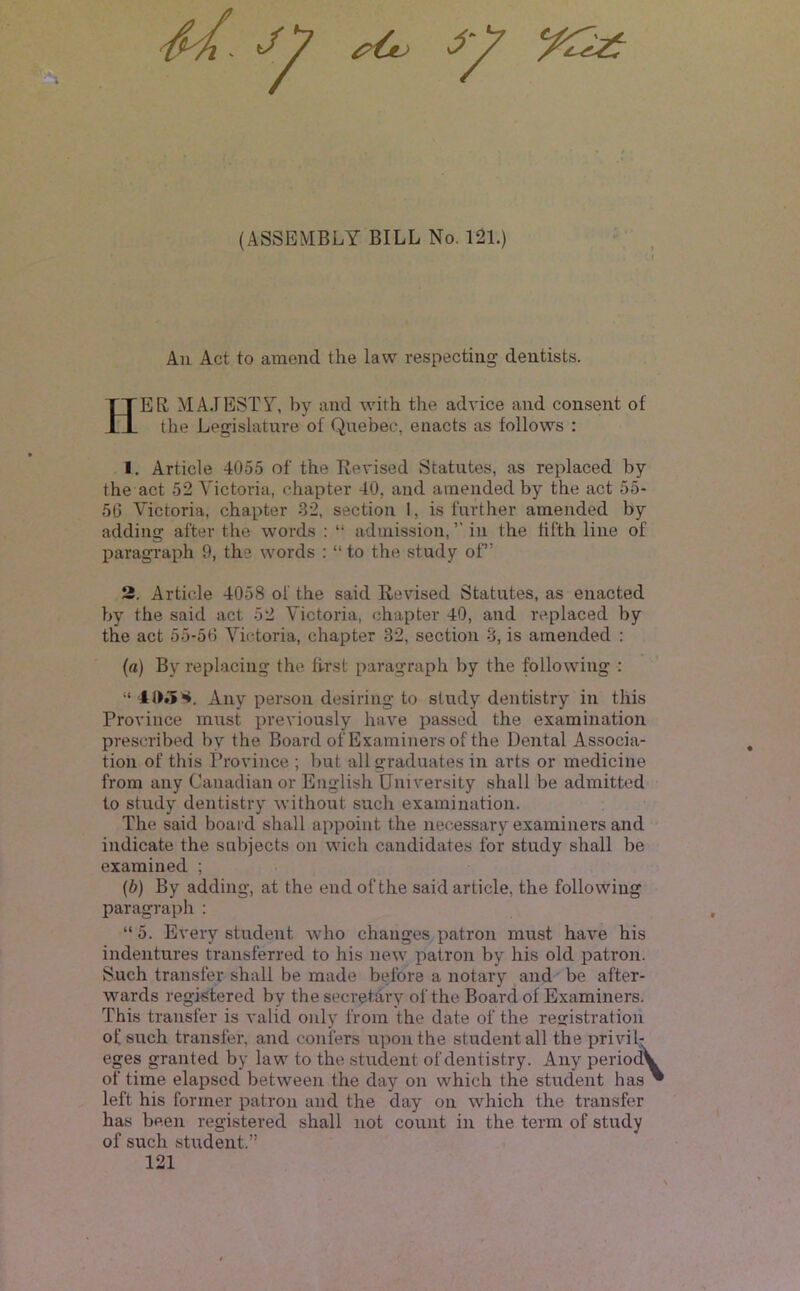 57 de 57 Vict
(ASSEMBLY BILL No. 121.)
An Act to amend the law respecting dentists.
HER MAJESTY, by and with the advice and consent of
the Legislature of Quebec, enacts as follows :
1. Article 4055 of the Revised Statutes, as replaced by
the act 52 Victoria, chapter 40, and amended by the act 55-
56 Victoria, chapter 32, section 1, is further amended by
adding after the words : “ admission,” in the fifth line of
paragraph 9, the words : “ to the study of”
2. Article 4058 of the said Revised Statutes, as enacted
by the said act 52 Victoria, chapter 40, and replaced by
the act 55-56 Victoria, chapter 32, section 3, is amended :
(a) By replacing the first paragraph by the following :
“ 4058. Any person desiring to study dentistry in this
Province must previously have passed the examination
prescribed by the Board of Examiners of the Dental Associa-
tion of this Province ; but all graduates in arts or medicine
from any Canadian or English University shall be admitted
to study dentistry without such examination.
The said board shall appoint the necessary examiners and
indicate the subjects on wich candidates for study shall be
examined ;
(b) By adding, at the end of the said article, the following
paragraph :
“ 5. Every student who changes patron must have his
indentures transferred to his new patron by his old patron.
Such transfer shall be made before a notary and be after-
wards registered by the secretary of the Board of Examiners.
This transfer is valid only from the date of the registration
of such transfer, and confers upon the student all the privil-
eges granted by law to the student of dentistry. Any period
of time elapsed between the day on which the student has
left his former patron and the day on which the transfer
has been registered shall not count in the term of study
of such student.”
121